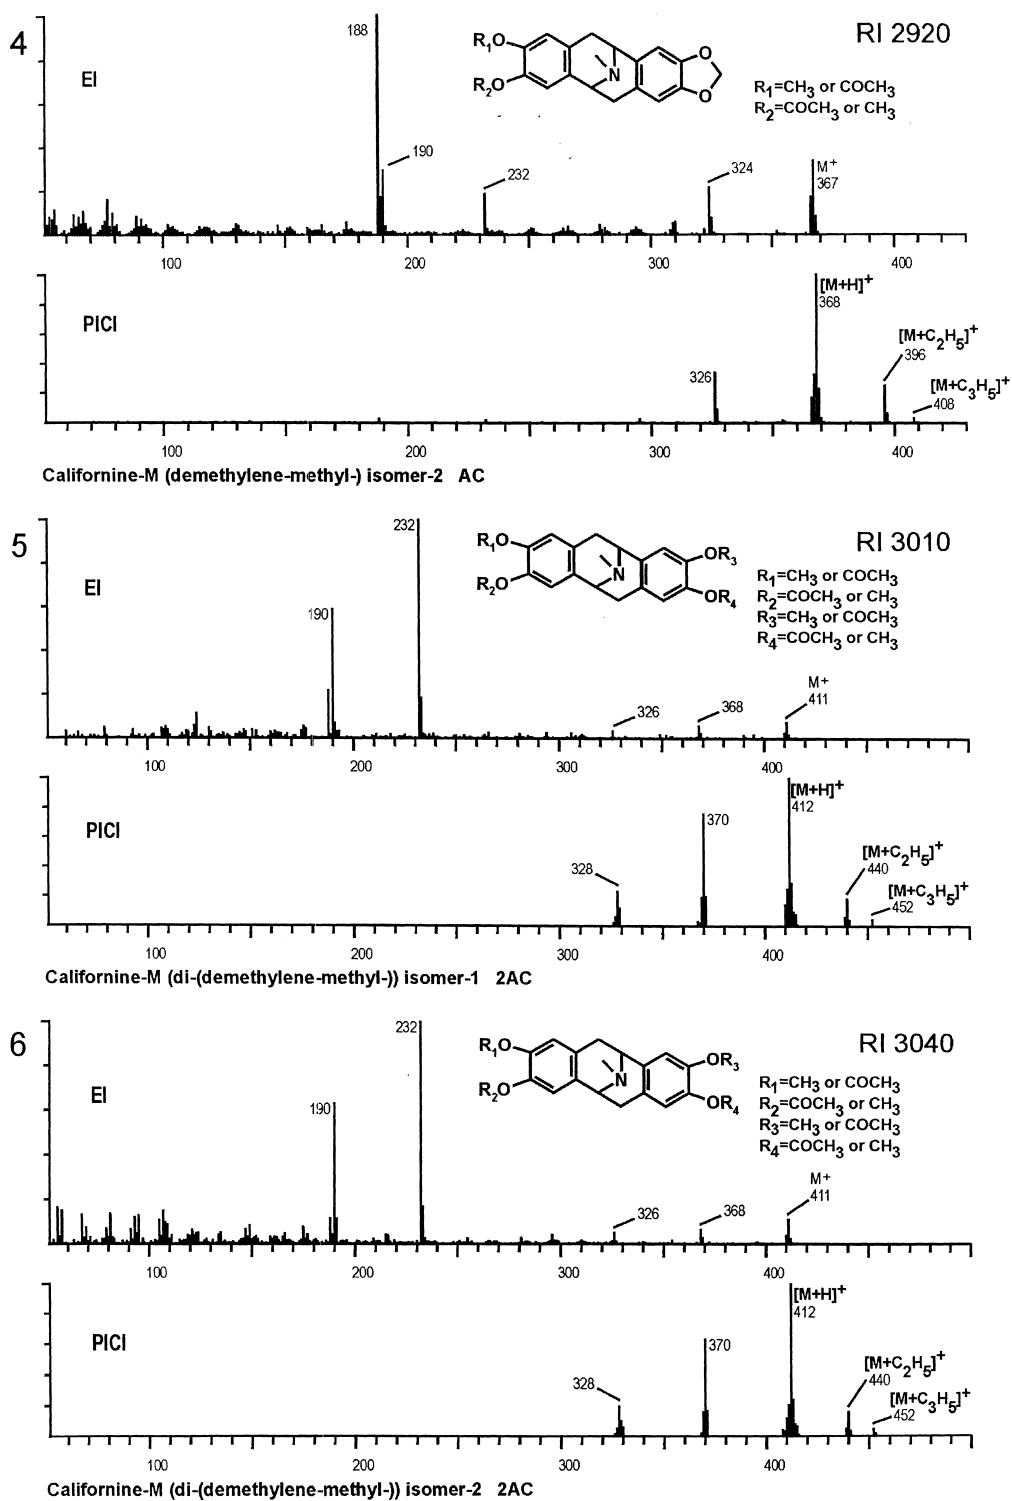 4
EI
188
190
232
324
M+
367
R1O
R2O
N
O
O
RI 2920
R1=CH3 or COCH3
R2=COCH3 or CH3
100 200 300 400
PICI
326
[M+H]+
368
[M+C2H5]+
396
[M+C3H5]+
408
100 200 300 400
Californine-M (demethylene-methyl-) isomer-2 AC
5
EI
190
232
326
368
M+
411
R1O
R2O
N
OR3
OR4
RI 3010
R1=CH3 or COCH3
R2=COCH3 or CH3
R3=CH3 or COCH3
R4=COCH3 or CH3
100 200 300 400
PICI
328
370
[M+H]+
412
[M+C2H5]+
440
[M+C3H5]+
452
100 200 300 400
Californine-M (di-(demethylene-methyl-)) isomer-1 2AC
6
EI
190
232
326
368
M+
411
R1O
R2O
N
OR3
OR4
RI 3040
R1=CH3 or COCH3
R2=COCH3 or CH3
R3=CH3 or COCH3
R4=COCH3 or CH3
100 200 300 400
PICI
328
370
[M+H]+
412
[M+C2H5]+
440
[M+C3H5]+
452
100 200 300 400
Californine-M (di-(demethylene-methyl-)) isomer-2 2AC